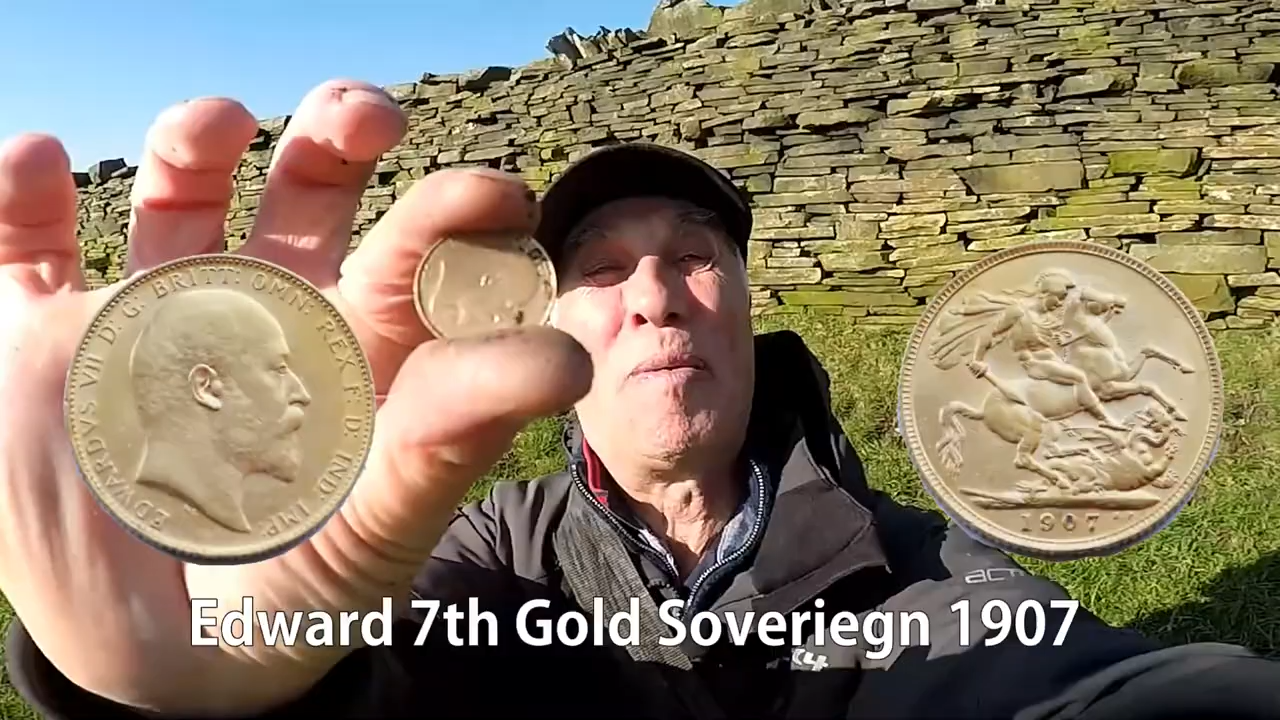 EDWARDVS VII D: G: BRITT: OMN: REX F: D: IND: IMP:
1907
Edward 7th Gold Soveriegn 1907